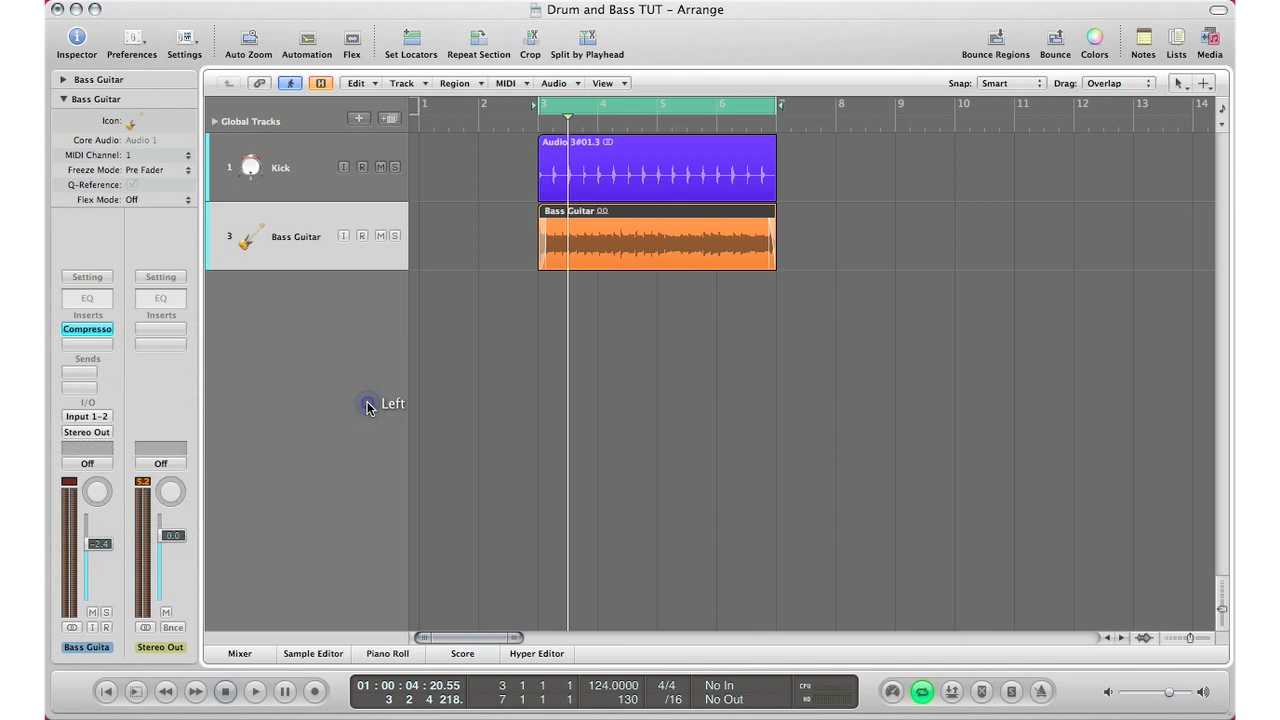 Drum and Bass TUT – Arrange
Inspector Preferences Settings Auto Zoom Automation Flex Set Locators Repeat Section Crop Split by Playhead Bounce Regions Bounce Colors Notes Lists Media
Bass Guitar
Edit Track Region MIDI Audio View Snap: Smart Drag: Overlap
Bass Guitar
1 2 3 4 5 6 7 8 9 10 11 12 13 14
Icon:
Global Tracks
Core Audio: Audio 1
MIDI Channel: 1
Freeze Mode: Pre Fader
Q-Reference:
Flex Mode: Off
Audio 3#01.3
1 Kick I R M S
Bass Guitar
3 Bass Guitar I R M S
Setting Setting
EQ EQ
Inserts Inserts
Compresso
Sends
I/O
Left
Input 1-2
Stereo Out
Off Off
5.2
-2.4 0.0
M S M
I R Bnce
Bass Guita Stereo Out
Mixer Sample Editor Piano Roll Score Hyper Editor
01 : 00 : 04 : 20.55 3 1 1 1 124.0000 4/4 No In CPU
3 2 4 218. 7 1 1 1 130 /16 No Out HD